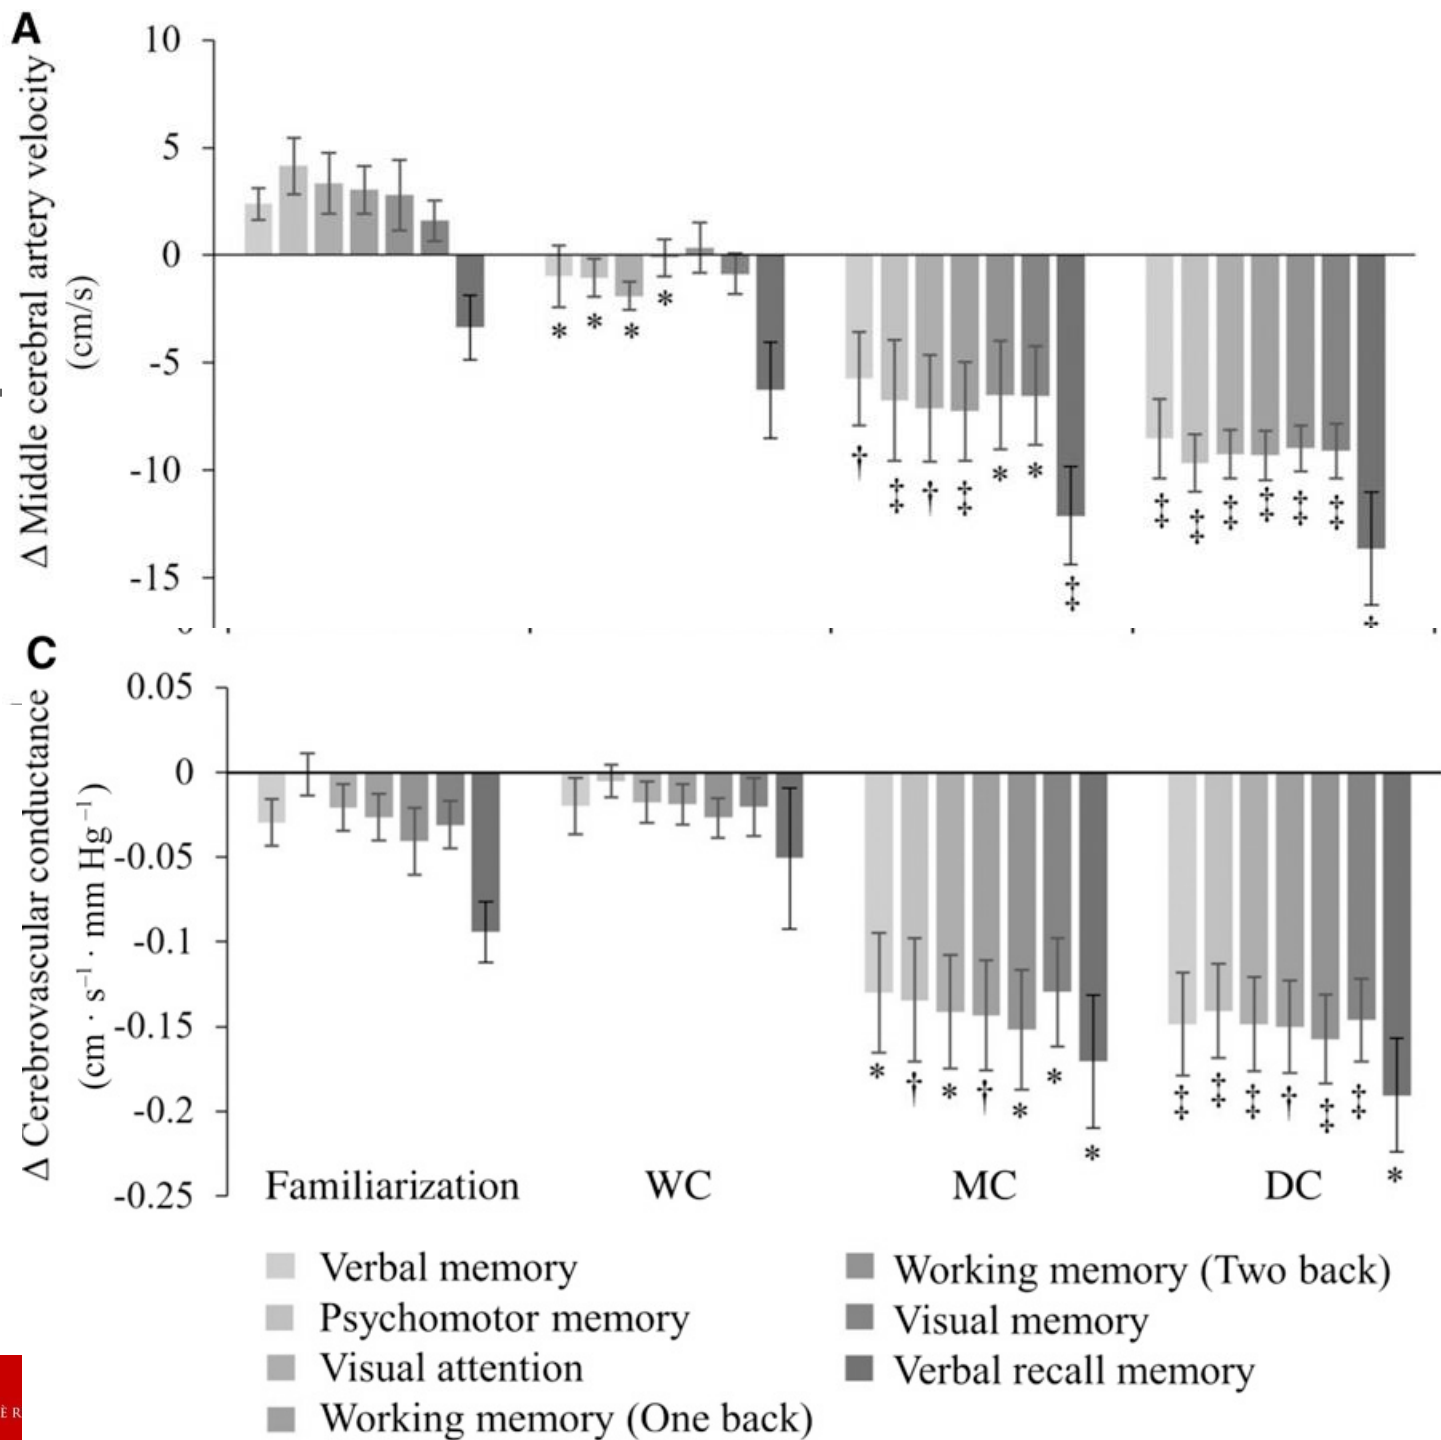 A
Δ Middle cerebral artery velocity
(cm/s)
10
5
0
-5
-10
-15
* * * *
† ‡ † ‡ * * ‡
‡ ‡ ‡ ‡ ‡ ‡
C
Δ Cerebrovascular conductance
(cm · s⁻¹ · mm Hg⁻¹)
0.05
0
-0.05
-0.1
-0.15
-0.2
-0.25
* † * † * * *
‡ ‡ ‡ † ‡ ‡ *
Familiarization WC MC DC
Verbal memory
Psychomotor memory
Visual attention
Working memory (One back)
Working memory (Two back)
Visual memory
Verbal recall memory
È R